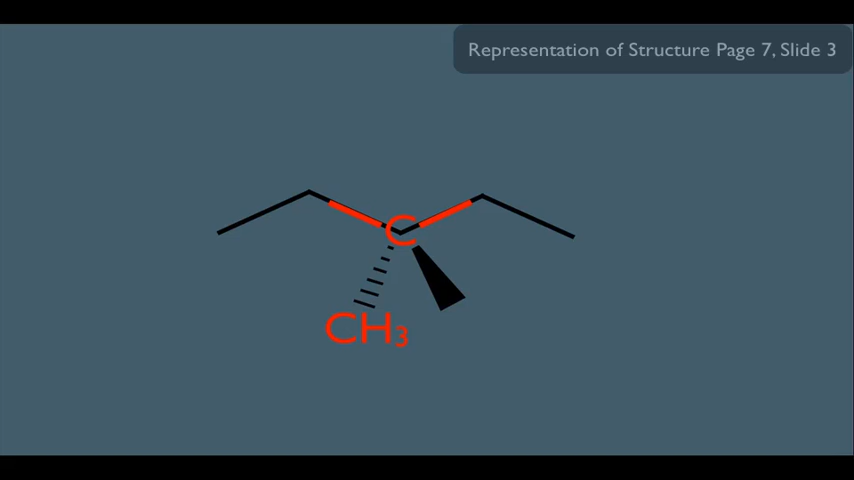 Representation of Structure Page 7, Slide 3
C
CH₃